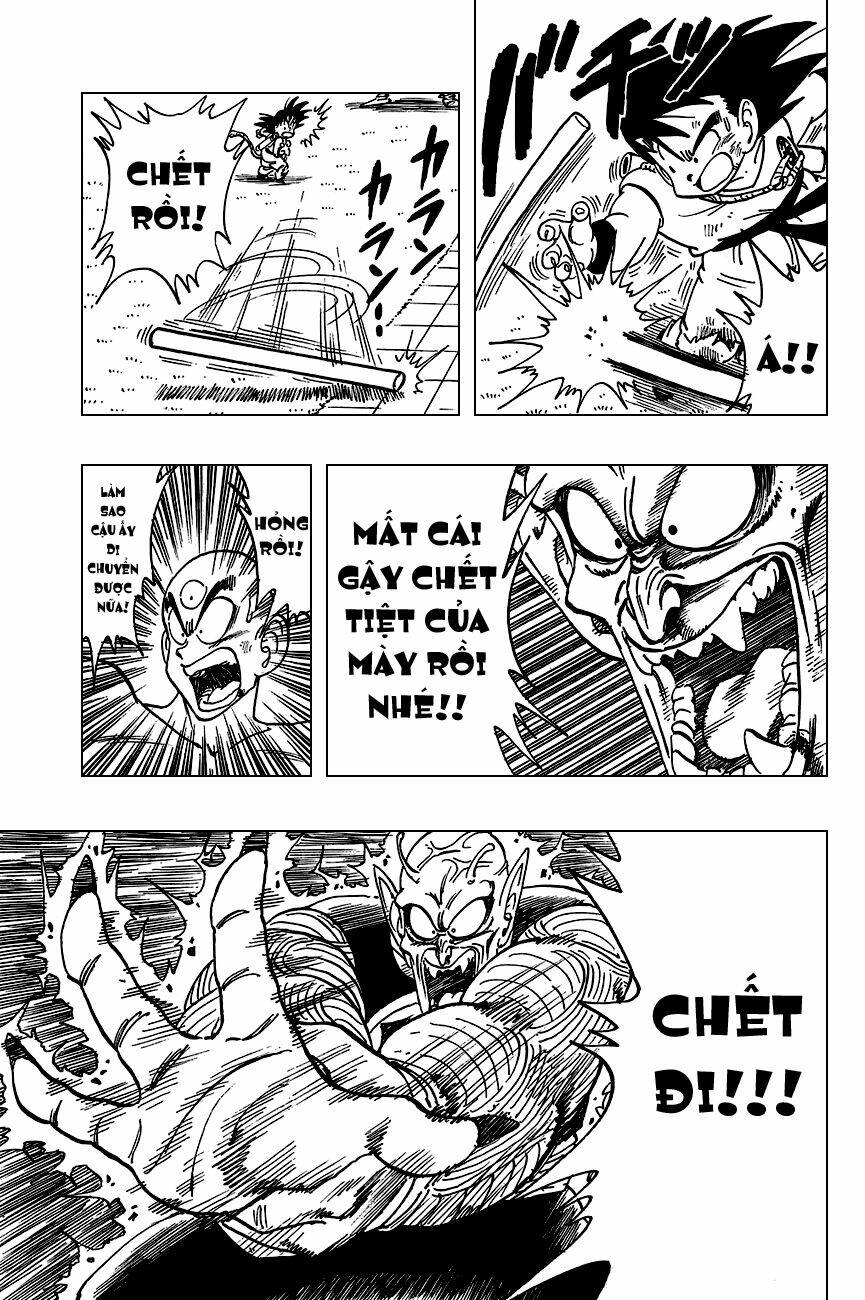 バチッ
Á!!
CHẾT
RỒI!
カラン
カラン!
MẤT CÁI
GẬY CHẾT
TIỆT CỦA
MÀY RỒI
NHÉ!!
HỎNG
RỒI!
LÀM
SAO
CẬU ẤY
DI
CHUYỂN
ĐƯỢC
NỮA!
CHẾT
ĐI!!!